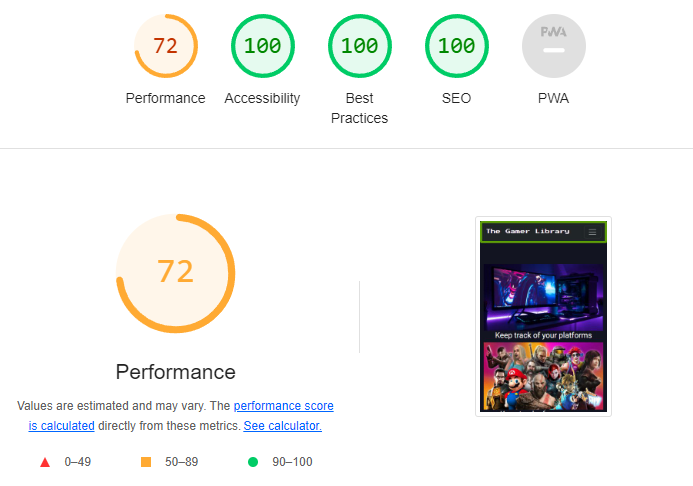 72
100
100
100
PWA
Performance
Accessibility
Best
Practices
SEO
PWA
72
Performance
Values are estimated and may vary. The performance score
is calculated directly from these metrics. See calculator.
0–49
50–89
90–100
The Gamer Library
Keep track of your platforms